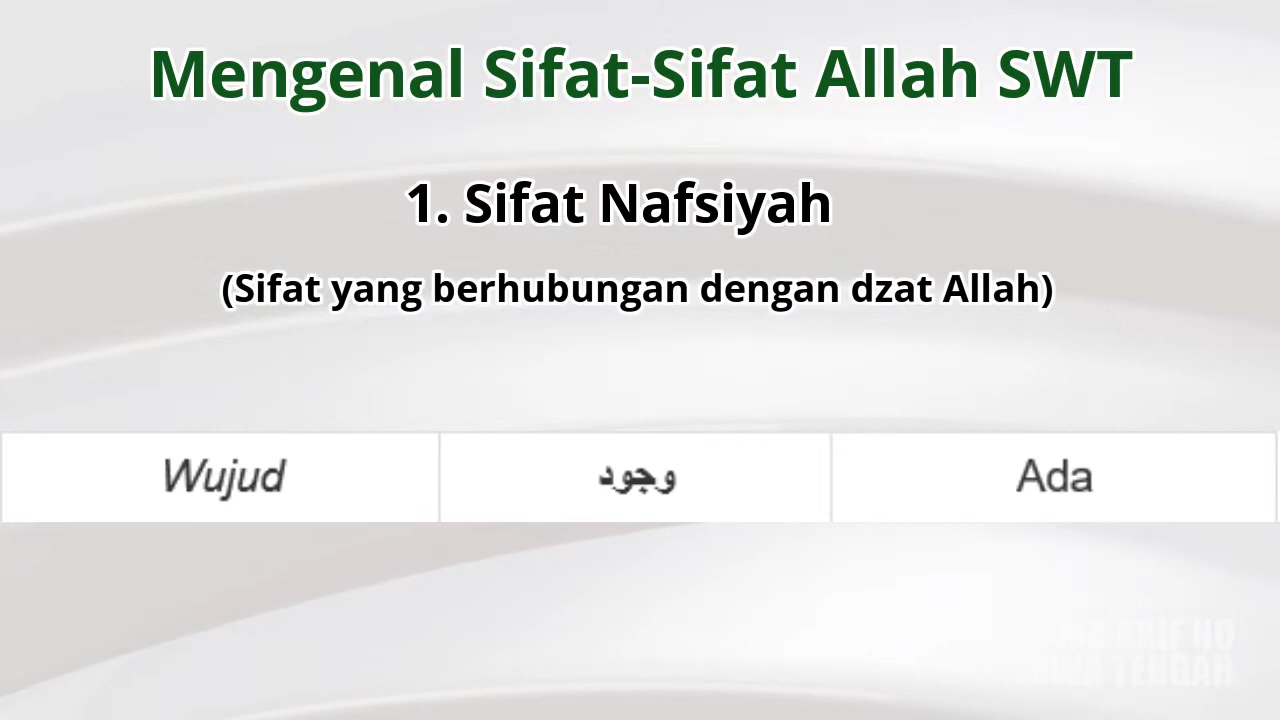 Mengenal Sifat-Sifat Allah SWT
1. Sifat Nafsiyah
(Sifat yang berhubungan dengan dzat Allah)
Wujud وجود Ada